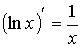 (ln x)' = 1/x